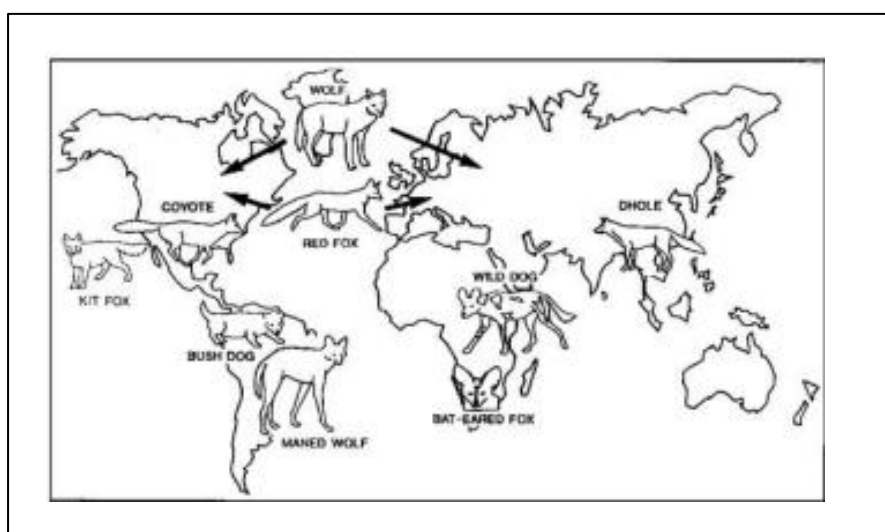 WOLF
COYOTE
RED FOX
DHOLE
KIT FOX
WILD DOG
BUSH DOG
MANED WOLF
BAT-EARED FOX